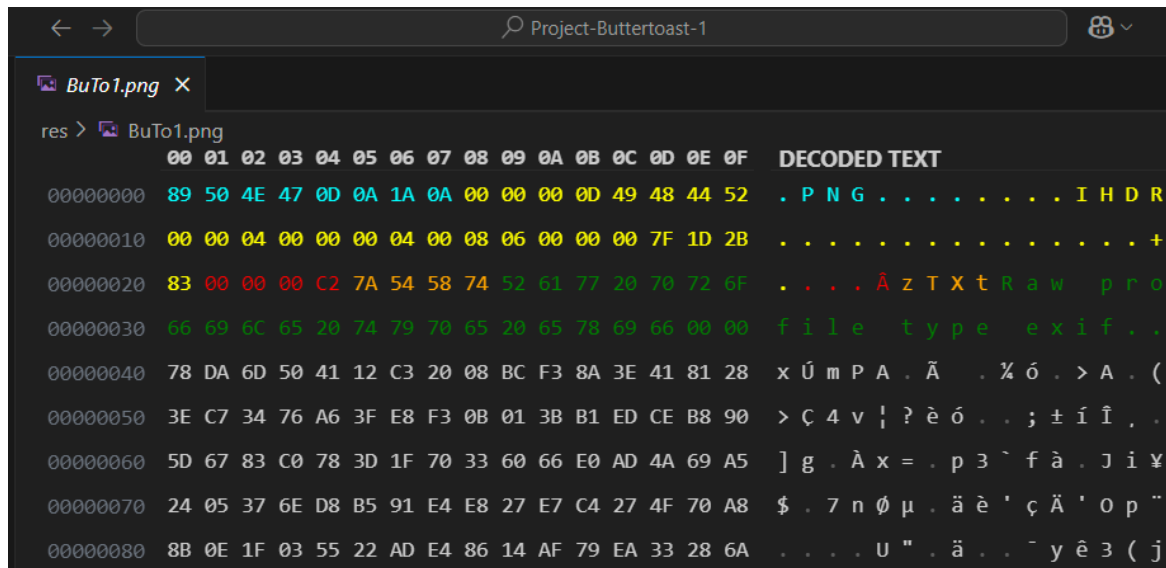 Project-Buttertoast-1
BuTo1.png
res > BuTo1.png
00 01 02 03 04 05 06 07 08 09 0A 0B 0C 0D 0E 0F DECODED TEXT
00000000 89 50 4E 47 0D 0A 1A 0A 00 00 00 0D 49 48 44 52 . P N G . . . . . . . . I H D R
00000010 00 00 04 00 00 00 04 00 08 06 00 00 00 7F 1D 2B . . . . . . . . . . . . . . . +
00000020 83 00 00 00 C2 7A 54 58 74 52 61 77 20 70 72 6F . . . . Â z T X t R a w p r o
00000030 66 69 6C 65 20 74 79 70 65 20 65 78 69 66 00 00 f i l e t y p e e x i f . .
00000040 78 DA 6D 50 41 12 C3 20 08 BC F3 8A 3E 41 81 28 x Ú m P A . Ã . ¼ ó . > A . (
00000050 3E C7 34 76 A6 3F E8 F3 0B 01 3B B1 ED CE B8 90 > Ç 4 v ¦ ? è ó . . ; ± í Î ¸ .
00000060 5D 67 83 C0 78 3D 1F 70 33 60 66 E0 AD 4A 69 A5 ] g . À x = . p 3 ` f à . J i ¥
00000070 24 05 37 6E D8 B5 91 E4 E8 27 E7 C4 27 4F 70 A8 $ . 7 n Ø µ . ä è ' ç Ä ' O p ¨
00000080 8B 0E 1F 03 55 22 AD E4 86 14 AF 79 EA 33 28 6A . . . . U " . ä . . ¯ y ê 3 ( j